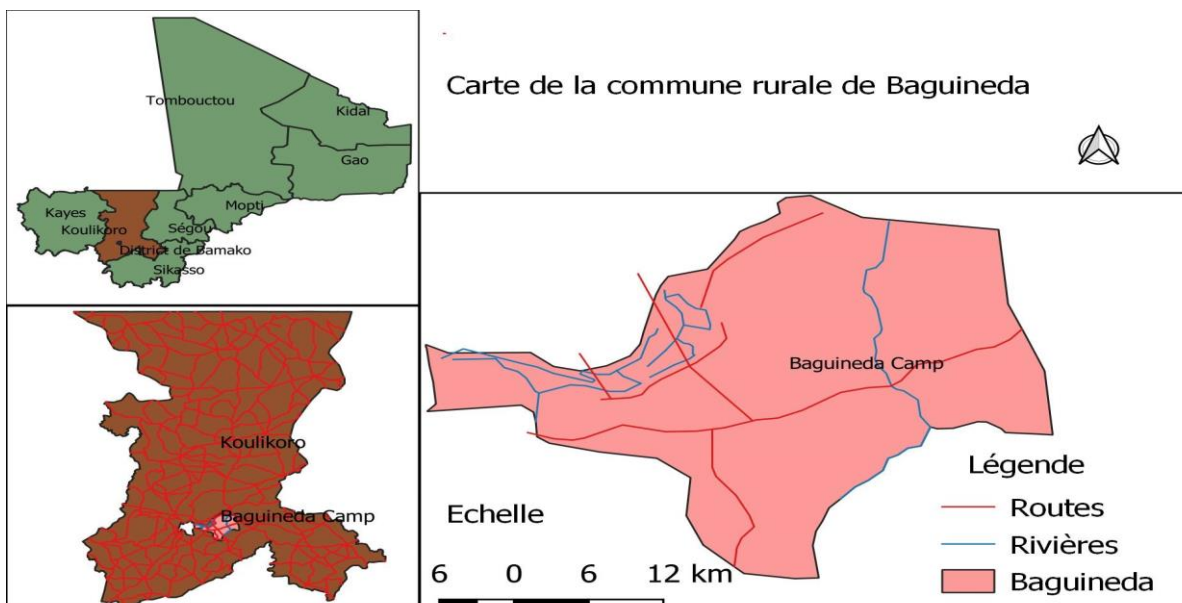 Carte de la commune rurale de Baguineda
Tombouctou
Kidal
Gao
Mopti
Kayes
Ségou
Koulikoro
District de Bamako
Sikasso
Koulikoro
Baguineda Camp
Baguineda Camp
Légende
Routes
Rivières
Baguineda
Echelle
6 0 6 12 km